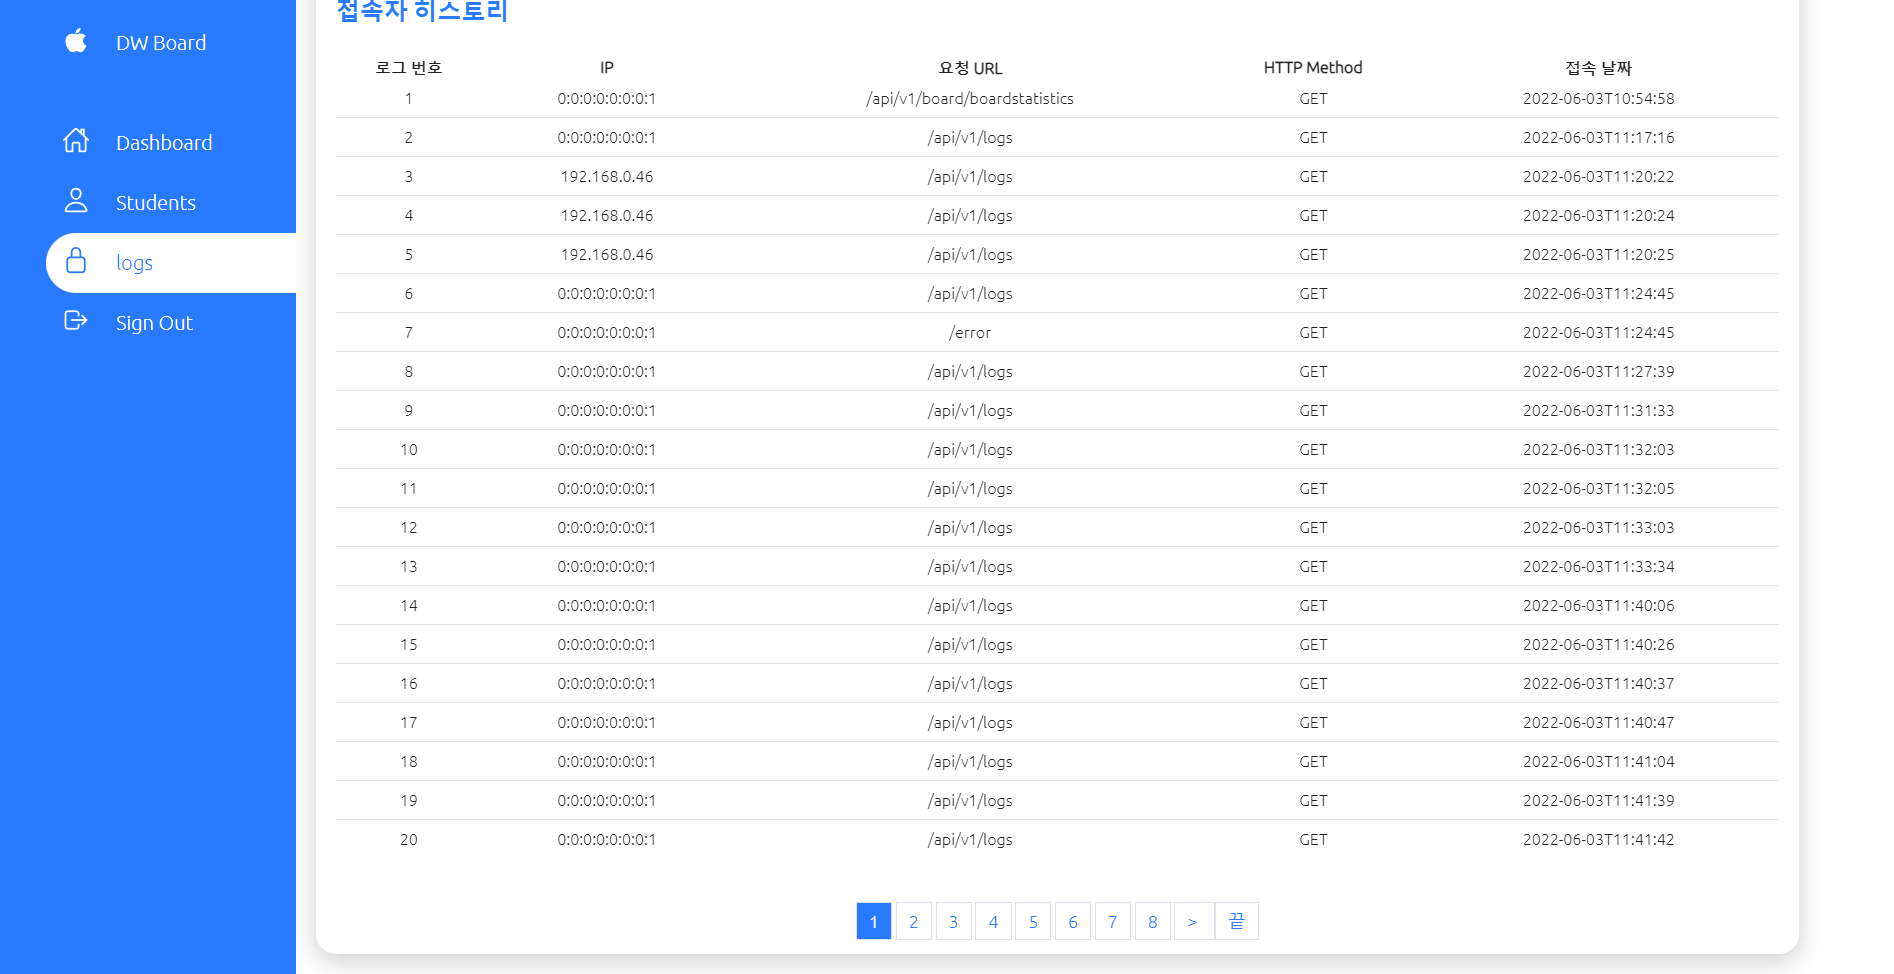 DW Board
Dashboard
Students
logs
Sign Out
접속자 히스토리
로그 번호 IP 요청 URL HTTP Method 접속 날짜
1 0:0:0:0:0:0:0:1 /api/v1/board/boardstatistics GET 2022-06-03T10:54:58
2 0:0:0:0:0:0:0:1 /api/v1/logs GET 2022-06-03T11:17:16
3 192.168.0.46 /api/v1/logs GET 2022-06-03T11:20:22
4 192.168.0.46 /api/v1/logs GET 2022-06-03T11:20:24
5 192.168.0.46 /api/v1/logs GET 2022-06-03T11:20:25
6 0:0:0:0:0:0:0:1 /api/v1/logs GET 2022-06-03T11:24:45
7 0:0:0:0:0:0:0:1 /error GET 2022-06-03T11:24:45
8 0:0:0:0:0:0:0:1 /api/v1/logs GET 2022-06-03T11:27:39
9 0:0:0:0:0:0:0:1 /api/v1/logs GET 2022-06-03T11:31:33
10 0:0:0:0:0:0:0:1 /api/v1/logs GET 2022-06-03T11:32:03
11 0:0:0:0:0:0:0:1 /api/v1/logs GET 2022-06-03T11:32:05
12 0:0:0:0:0:0:0:1 /api/v1/logs GET 2022-06-03T11:33:03
13 0:0:0:0:0:0:0:1 /api/v1/logs GET 2022-06-03T11:33:34
14 0:0:0:0:0:0:0:1 /api/v1/logs GET 2022-06-03T11:40:06
15 0:0:0:0:0:0:0:1 /api/v1/logs GET 2022-06-03T11:40:26
16 0:0:0:0:0:0:0:1 /api/v1/logs GET 2022-06-03T11:40:37
17 0:0:0:0:0:0:0:1 /api/v1/logs GET 2022-06-03T11:40:47
18 0:0:0:0:0:0:0:1 /api/v1/logs GET 2022-06-03T11:41:04
19 0:0:0:0:0:0:0:1 /api/v1/logs GET 2022-06-03T11:41:39
20 0:0:0:0:0:0:0:1 /api/v1/logs GET 2022-06-03T11:41:42
1 2 3 4 5 6 7 8 > 끝